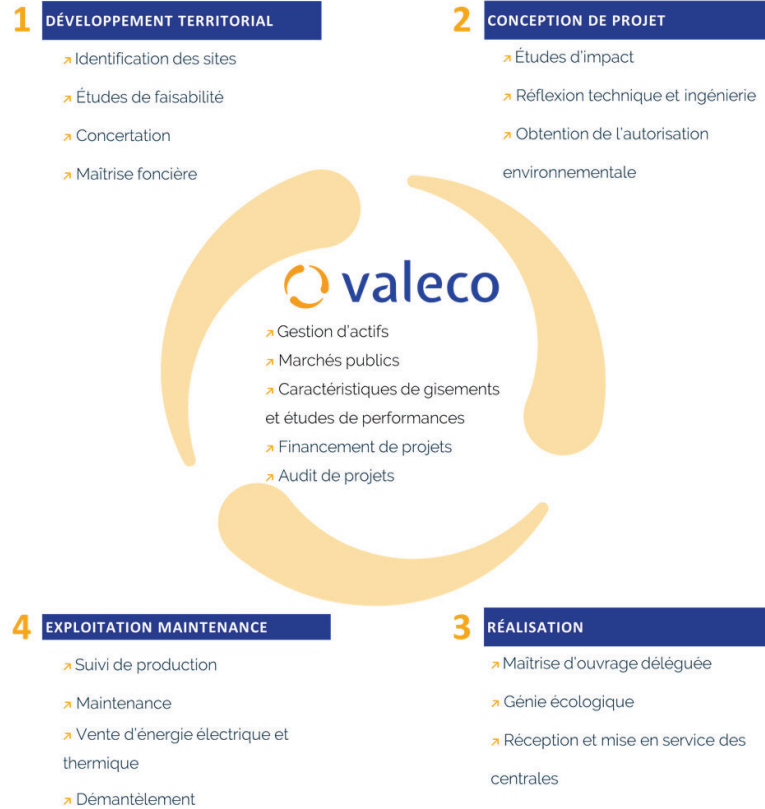 1 DÉVELOPPEMENT TERRITORIAL
↗ Identification des sites
↗ Études de faisabilité
↗ Concertation
↗ Maîtrise foncière
2 CONCEPTION DE PROJET
↗ Études d'impact
↗ Réflexion technique et ingénierie
↗ Obtention de l'autorisation
environnementale
valeco
↗ Gestion d'actifs
↗ Marchés publics
↗ Caractéristiques de gisements
et études de performances
↗ Financement de projets
↗ Audit de projets
4 EXPLOITATION MAINTENANCE
↗ Suivi de production
↗ Maintenance
↗ Vente d'énergie électrique et
thermique
↗ Démantèlement
3 RÉALISATION
↗ Maîtrise d'ouvrage déléguée
↗ Génie écologique
↗ Réception et mise en service des
centrales